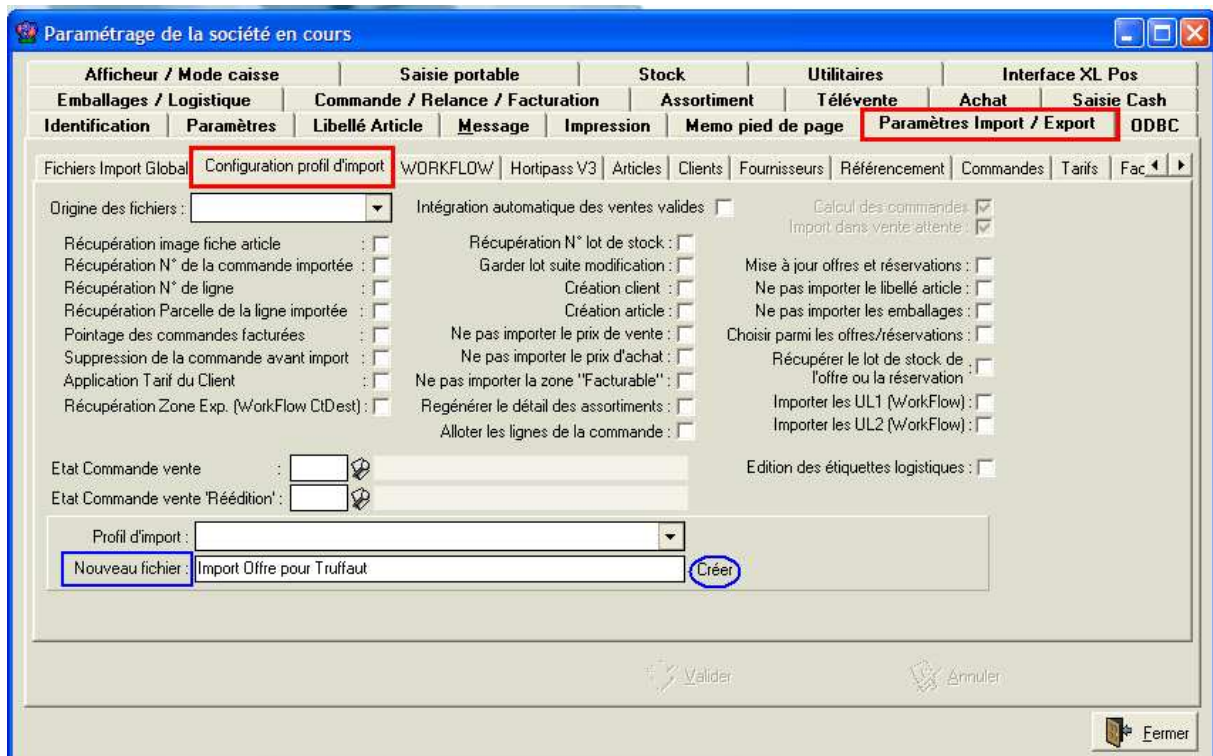 Paramétrage de la société en cours
Afficheur / Mode caisse Saisie portable Stock Utilitaires Interface XL Pos
Emballages / Logistique Commande / Relance / Facturation Assortiment Télévente Achat Saisie Cash
Identification Paramètres Libellé Article Message Impression Memo pied de page Paramètres Import / Export ODBC
Fichiers Import Global Configuration profil d'import WORKFLOW Hortipass V3 Articles Clients Fournisseurs Référencement Commandes Tarifs Fac
Origine des fichiers : Intégration automatique des ventes valides Calcul des commandes
Import dans vente attente :
Récupération image fiche article : Récupération N° lot de stock :
Récupération N° de la commande importée : Garder lot suite modification : Mise à jour offres et réservations :
Récupération N° de ligne : Création client : Ne pas importer le libellé article :
Récupération Parcelle de la ligne importée : Création article : Ne pas importer les emballages :
Pointage des commandes facturées : Ne pas importer le prix de vente : Choisir parmi les offres/réservations :
Suppression de la commande avant import : Ne pas importer le prix d'achat : Récupérer le lot de stock de
Application Tarif du Client : Ne pas importer la zone "Facturable" : l'offre ou la réservation :
Récupération Zone Exp. (WorkFlow CtDest) : Regénérer le détail des assortiments : Importer les UL1 (WorkFlow) :
Alloter les lignes de la commande : Importer les UL2 (WorkFlow) :
Etat Commande vente : Edition des étiquettes logistiques :
Etat Commande vente 'Réédition' :
Profil d'import :
Nouveau fichier : Import Offre pour Truffaut Créer
Valider Annuler
Fermer